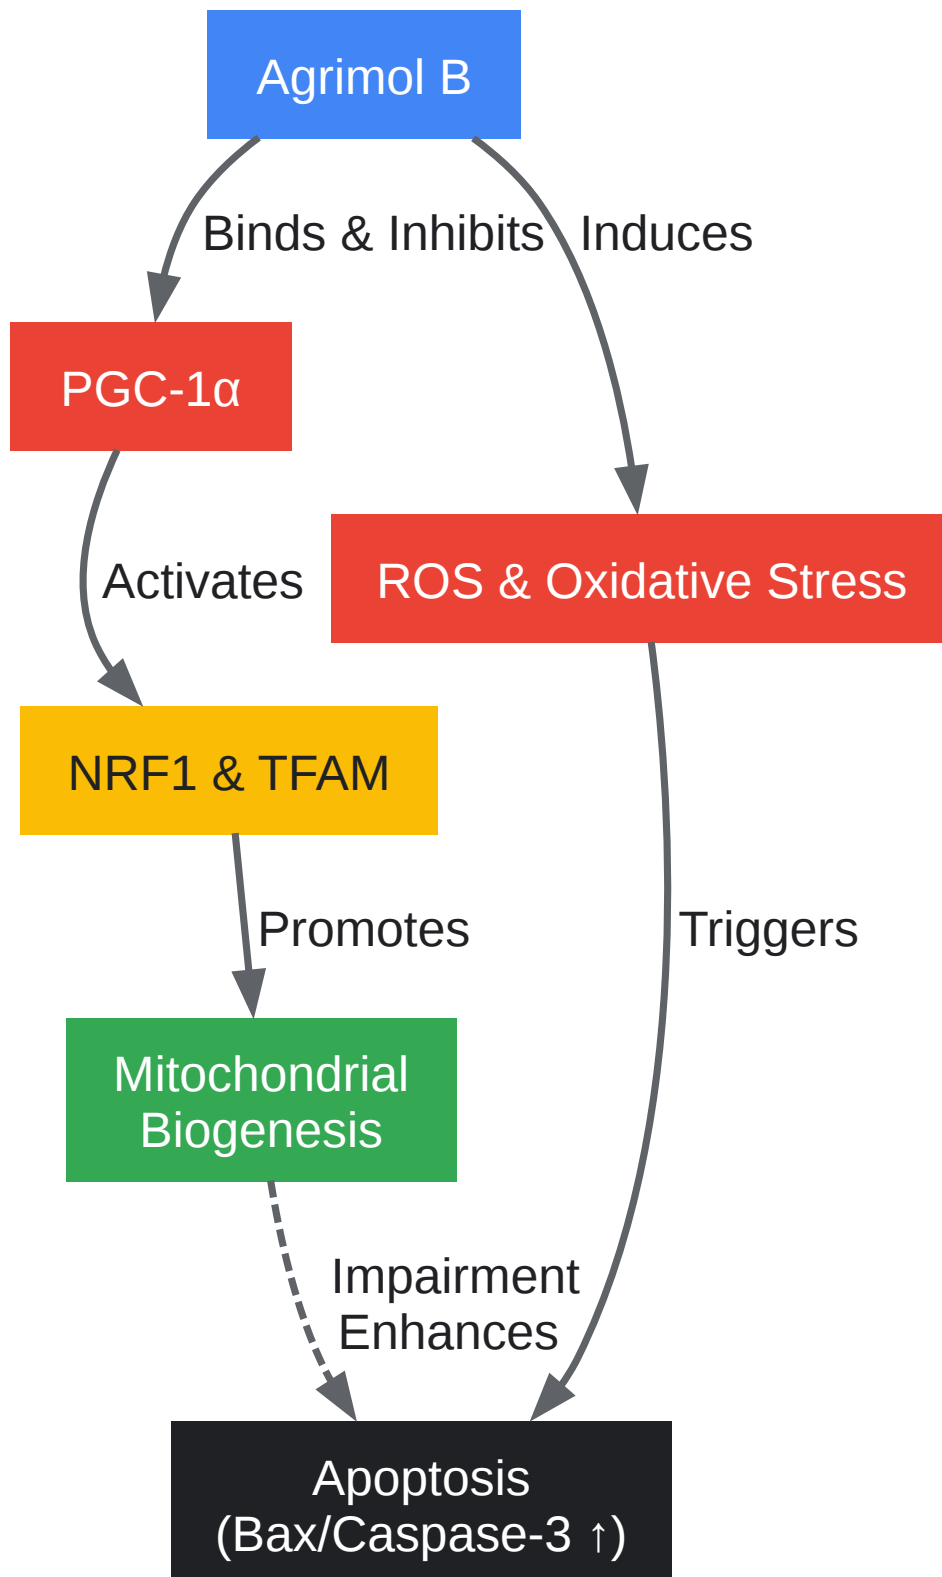 Agrimol B
Binds & Inhibits
Induces
PGC-1α
Activates
ROS & Oxidative Stress
NRF1 & TFAM
Promotes
Triggers
Mitochondrial
Biogenesis
Impairment
Enhances
Apoptosis
(Bax/Caspase-3 ↑)